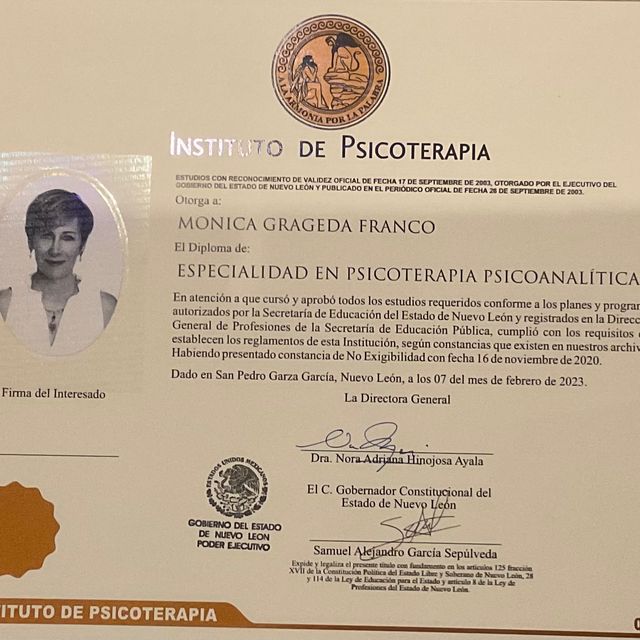 A LA ARMONIA POR LA PALABRA
INSTITUTO DE PSICOTERAPIA
ESTUDIOS CON RECONOCIMIENTO DE VALIDEZ OFICIAL DE FECHA 17 DE SEPTIEMBRE DE 2003, OTORGADO POR EL EJECUTIVO DEL
GOBIERNO DEL ESTADO DE NUEVO LEÓN Y PUBLICADO EN EL PERIÓDICO OFICIAL DE FECHA 26 DE SEPTIEMBRE DE 2003.
Otorga a:
MONICA GRAGEDA FRANCO
El Diploma de:
ESPECIALIDAD EN PSICOTERAPIA PSICOANALÍTICA
En atención a que cursó y aprobó todos los estudios requeridos conforme a los planes y program
autorizados por la Secretaría de Educación del Estado de Nuevo León y registrados en la Direcc
General de Profesiones de la Secretaría de Educación Pública, cumplió con los requisitos
establecen los reglamentos de esta Institución, según constancias que existen en nuestros archiv
Habiendo presentado constancia de No Exigibilidad con fecha 16 de noviembre de 2020.
Dado en San Pedro Garza García, Nuevo León, a los 07 del mes de febrero de 2023.
Firma del Interesado
La Directora General
Dra. Nora Adriana Hinojosa Ayala
ESTADOS UNIDOS MEXICANOS
GOBIERNO DEL ESTADO
DE NUEVO LEON
PODER EJECUTIVO
El C. Gobernador Constitucional del
Estado de Nuevo León
Samuel Alejandro García Sepúlveda
Expide y legaliza el presente título con fundamento en los artículos 125 fracción
XVII de la Constitución Política del Estado Libre y Soberano de Nuevo León, 28
y 114 de la Ley de Educación para el Estado y artículo 8 de la Ley de
Profesiones del Estado de Nuevo León.
TITUTO DE PSICOTERAPIA